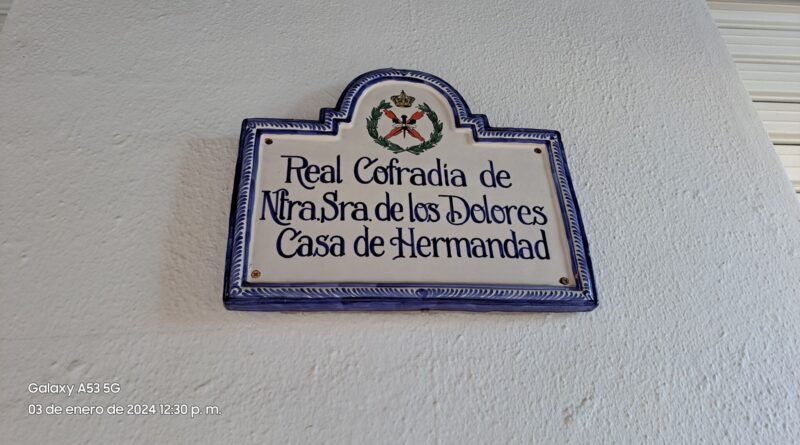 Real Cofradia de
Ntra. Sra. de los Dolores
Casa de Hermandad
Galaxy A53 5G
03 de enero de 2024 12:30 p. m.